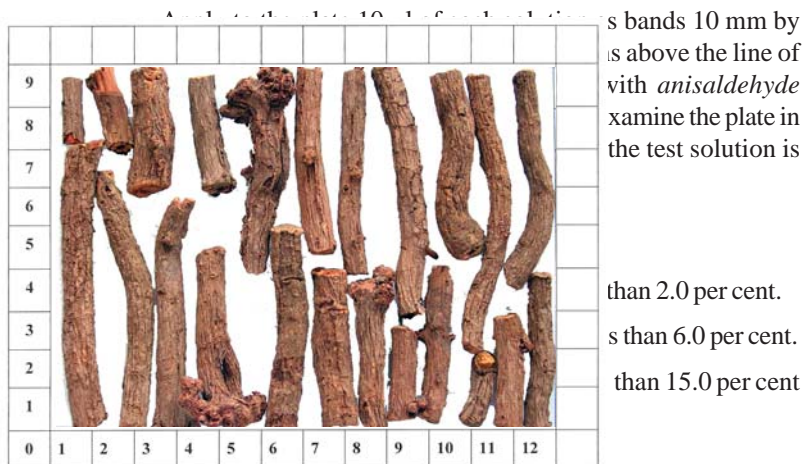 s bands 10 mm by
s above the line of
with anisaldehyde
xamine the plate in
the test solution is
than 2.0 per cent.
s than 6.0 per cent.
than 15.0 per cent
9
8
7
6
5
4
3
2
1
0 1 2 3 4 5 6 7 8 9 10 11 12